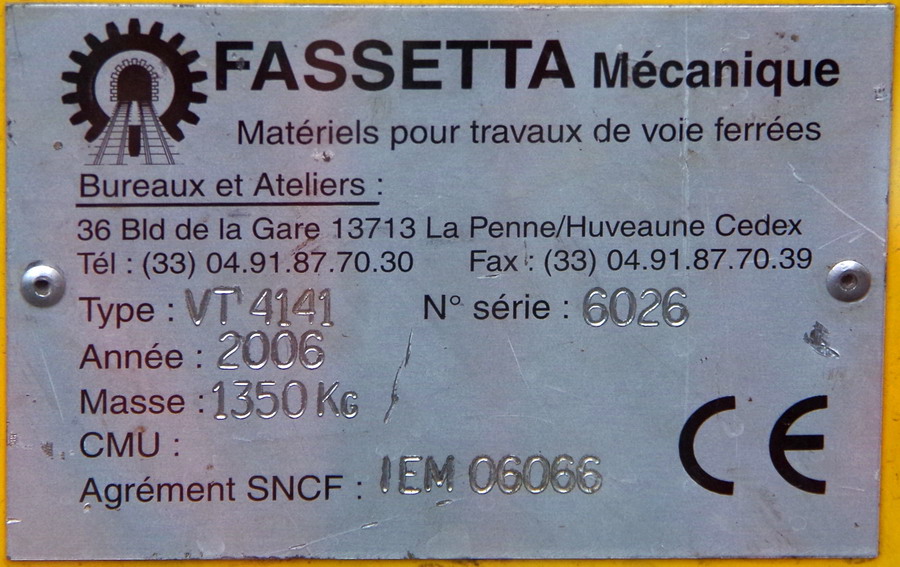 FASSETTA Mécanique
Matériels pour travaux de voie ferrées
Bureaux et Ateliers :
36 Bld de la Gare 13713 La Penne/Huveaune Cedex
Tél : (33) 04.91.87.70.30 Fax : (33) 04.91.87.70.39
Type : VT 4141 N° série : 6026
Année : 2006
Masse : 1350 KG
CMU :
Agrément SNCF : IEM 06066
CE